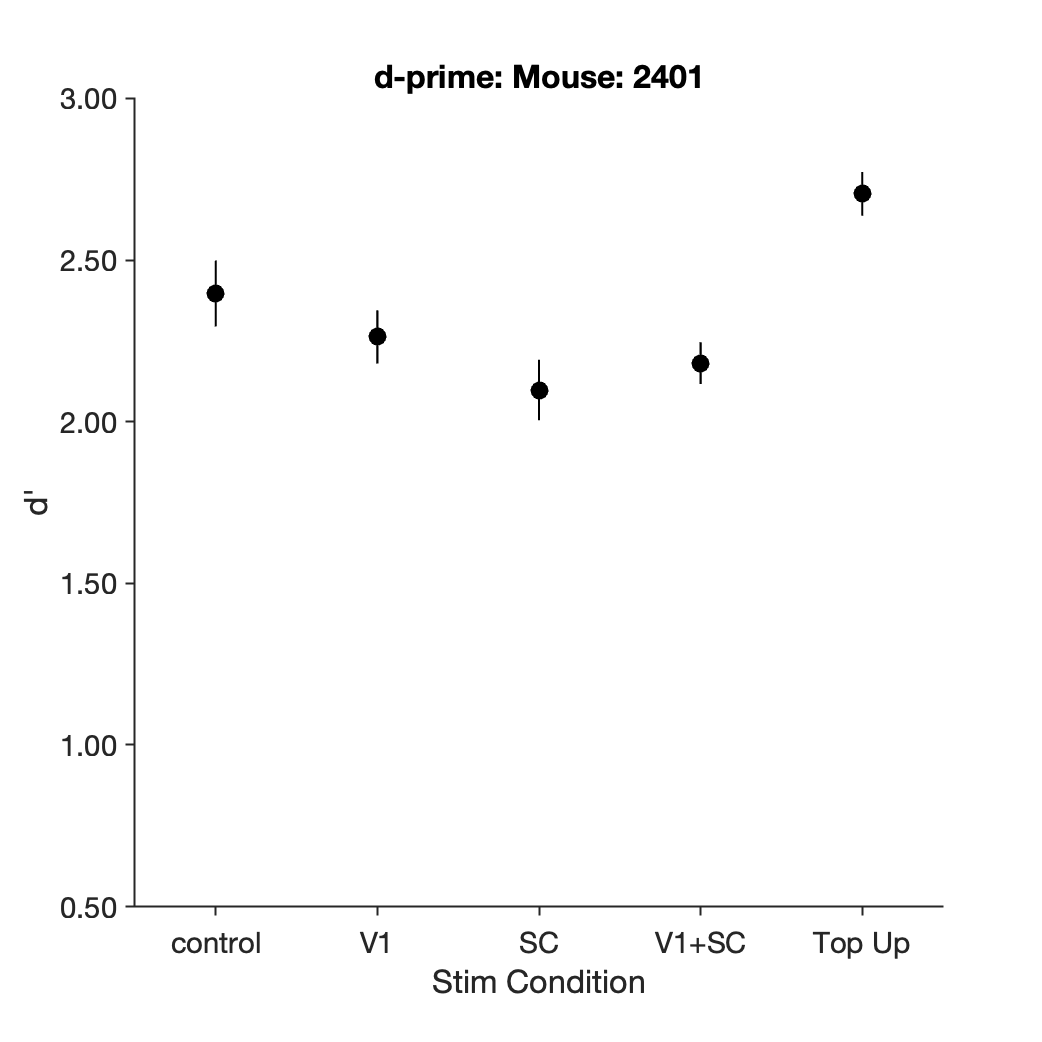 d-prime: Mouse: 2401
3.00
2.50
2.00
1.50
1.00
0.50
d'
control V1 SC V1+SC Top Up
Stim Condition